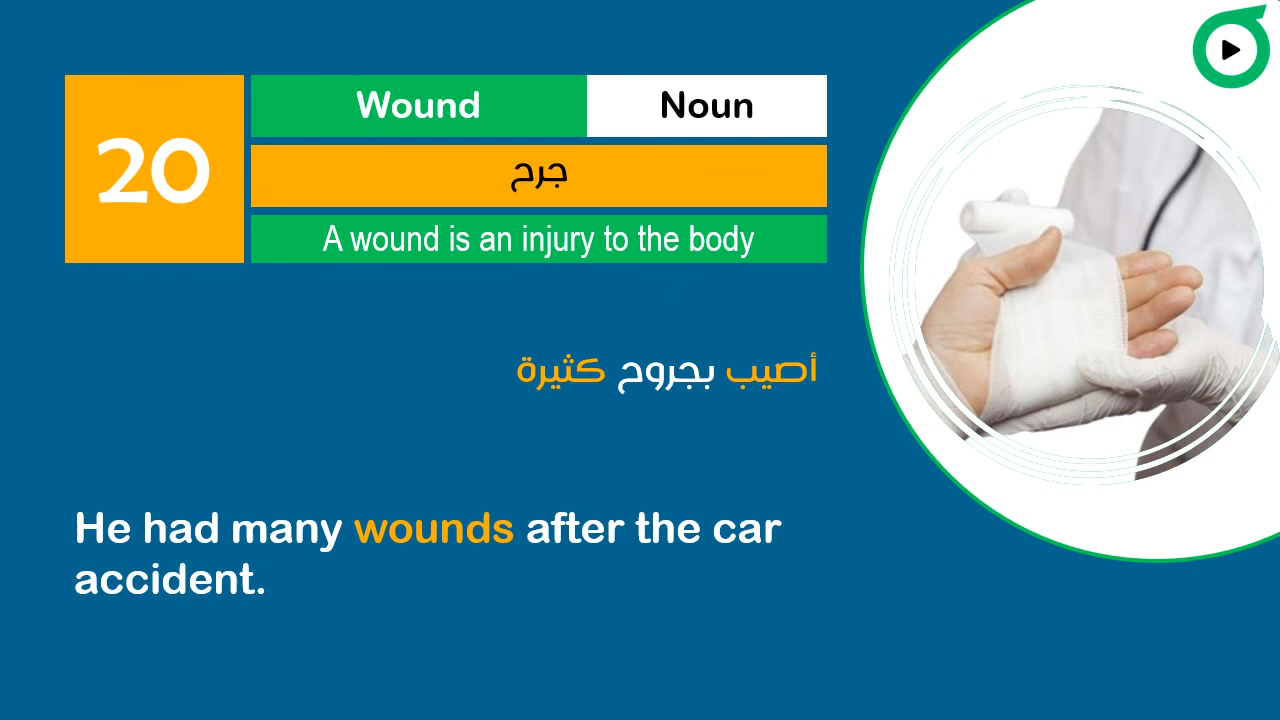 20
Wound
Noun
جرح
A wound is an injury to the body
أصيب بجروح كثيرة
He had many wounds after the car
accident.